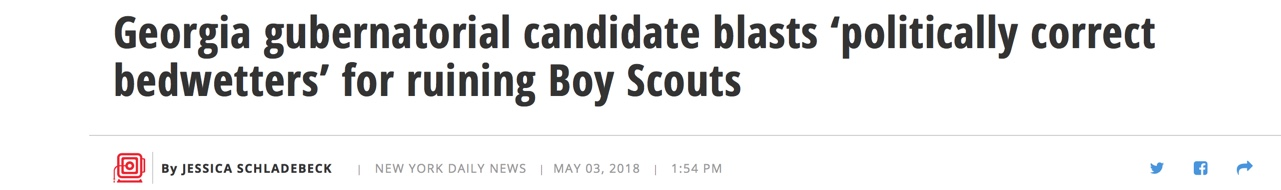 Georgia gubernatorial candidate blasts ‘politically correct
bedwetters’ for ruining Boy Scouts
By JESSICA SCHLADEBECK | NEW YORK DAILY NEWS | MAY 03, 2018 | 1:54 PM